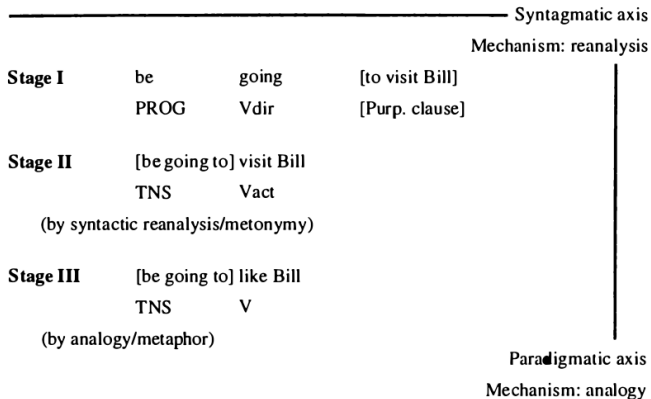 Syntagmatic axis
Mechanism: reanalysis
Stage I be going [to visit Bill]
PROG Vdir [Purp. clause]
Stage II [be going to] visit Bill
TNS Vact
(by syntactic reanalysis/metonymy)
Stage III [be going to] like Bill
TNS V
(by analogy/metaphor)
Paradigmatic axis
Mechanism: analogy